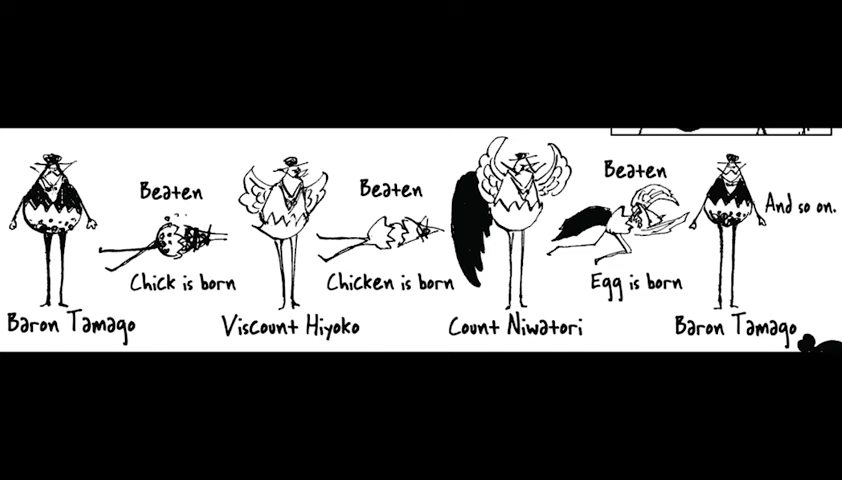 Beaten
Beaten
Beaten
And so on.
Chick is born
Chicken is born
Egg is born
Baron Tamago
Viscount Hiyoko
Count Niwatori
Baron Tamago